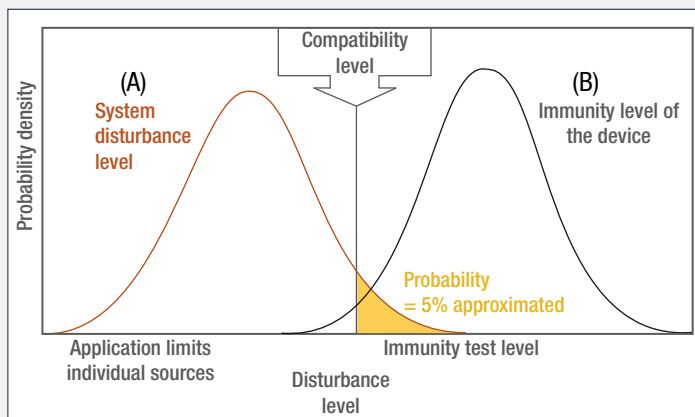 Compatibility
level
(A)
System
disturbance
level
(B)
Immunity level of
the device
Probability density
Probability
= 5% approximated
Application limits
individual sources
Immunity test level
Disturbance
level